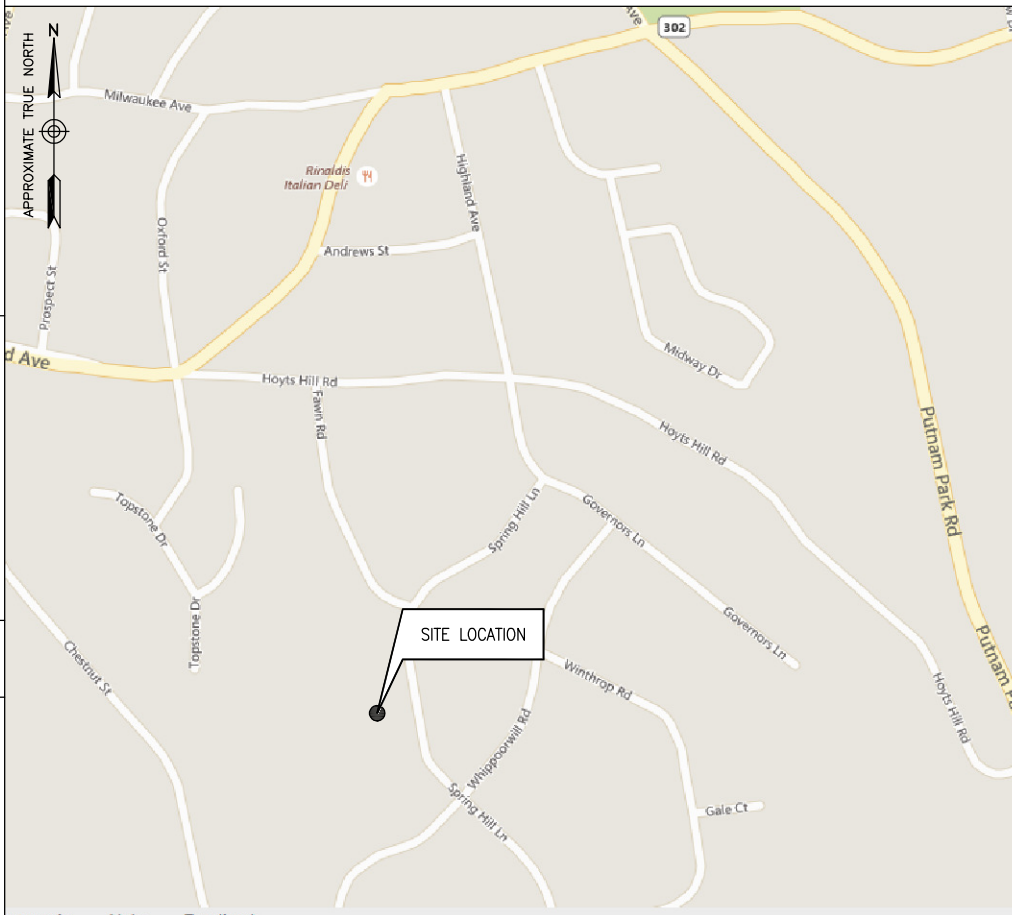 302
N
APPROXIMATE TRUE NORTH
Milwaukee Ave
Rinaldis
Italian Deli
Highland Ave
Oxford St
Andrews St
Prospect St
d Ave
Hoyts Hill Rd
Midway Dr
Fawn Rd
Hoyts Hill Rd
Putnam Park Rd
Topstone Dr
Spring Hill Ln
Governors Ln
Topstone Dr
SITE LOCATION
Governors Ln
Putnam Pa
Chestnut St
Winthrop Rd
Hoyts Hill Rd
Whippoorwill Rd
Spring Hill Ln
Gale Ct